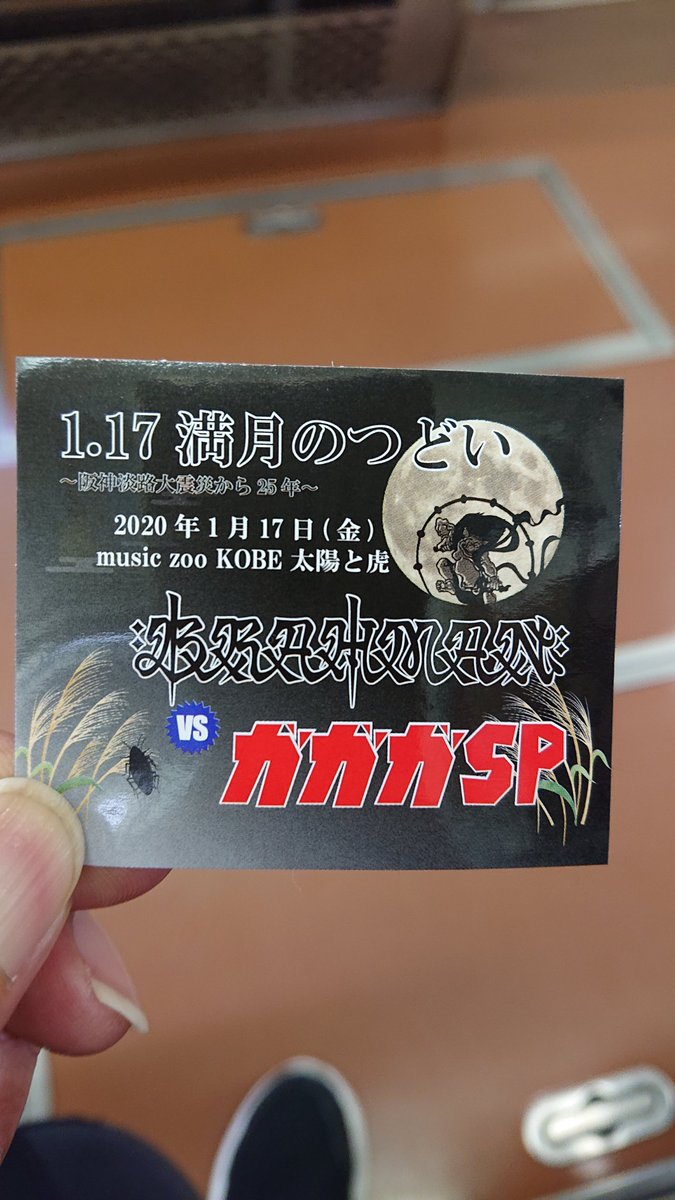 1.17 満月のつどい
～阪神淡路大震災から25年～
2020年1月17日(金)
music zoo KOBE 太陽と虎
BRAHMAN
VS
ガガガSP